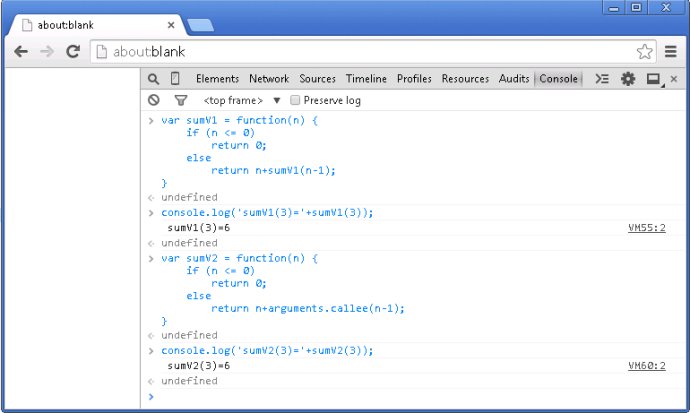 about:blank
about:blank
Elements Network Sources Timeline Profiles Resources Audits Console
<top frame> Preserve log
var sumV1 = function(n) {
    if (n <= 0)
        return 0;
    else
        return n+sumV1(n-1);
}
undefined
console.log('sumV1(3)='+sumV1(3));
sumV1(3)=6 VM55:2
undefined
var sumV2 = function(n) {
    if (n <= 0)
        return 0;
    else
        return n+arguments.callee(n-1);
}
undefined
console.log('sumV2(3)='+sumV2(3));
sumV2(3)=6 VM60:2
undefined